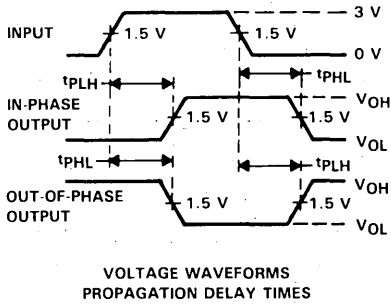 3 V
INPUT
1.5 V
1.5 V
0 V
tPLH
tPHL
IN-PHASE
OUTPUT
VOH
1.5 V
1.5 V
VOL
tPHL
tPLH
OUT-OF-PHASE
OUTPUT
VOH
1.5 V
1.5 V
VOL
VOLTAGE WAVEFORMS
PROPAGATION DELAY TIMES